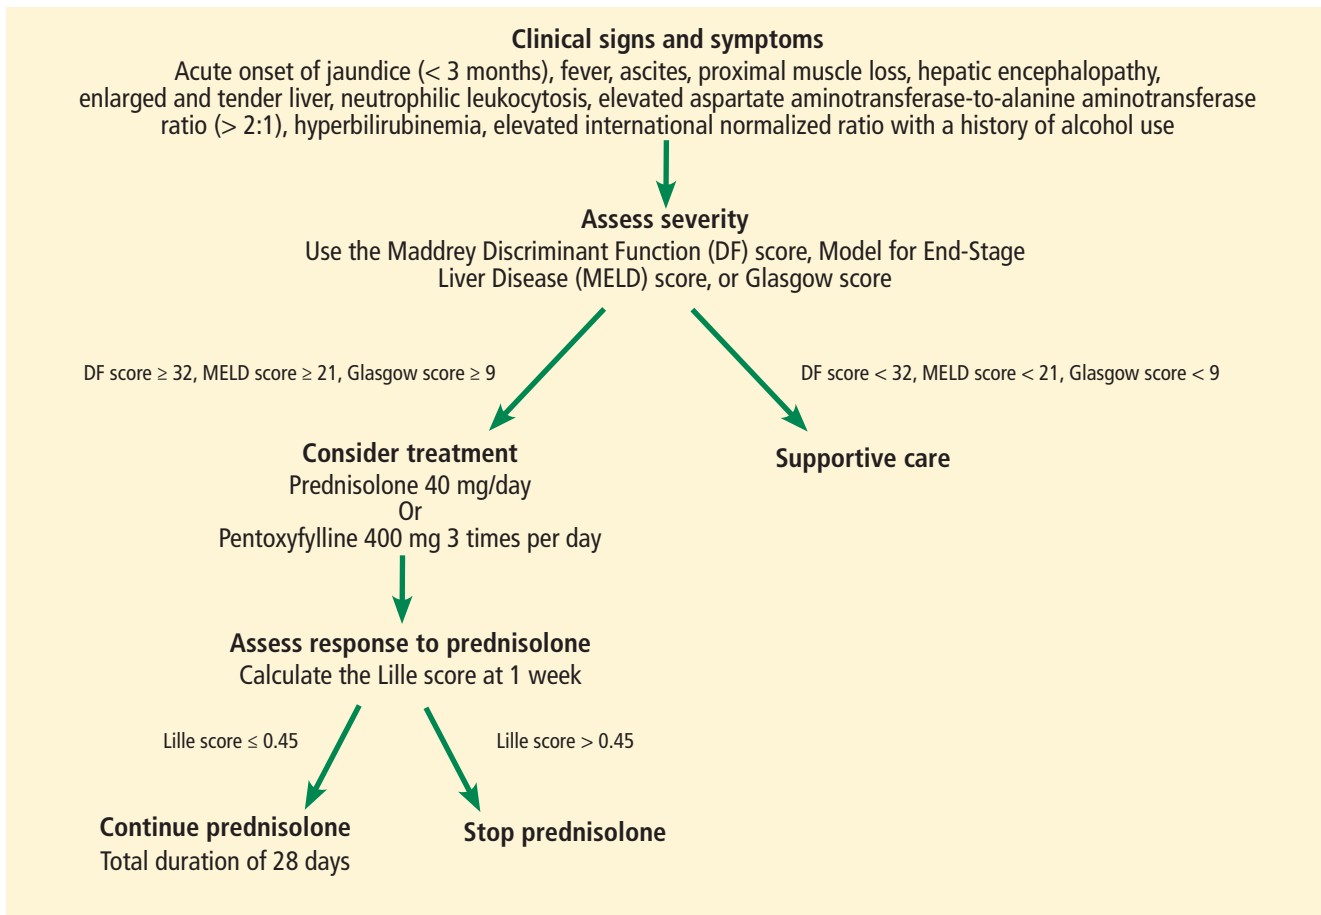 Clinical signs and symptoms
Acute onset of jaundice (< 3 months), fever, ascites, proximal muscle loss, hepatic encephalopathy,
enlarged and tender liver, neutrophilic leukocytosis, elevated aspartate aminotransferase-to-alanine aminotransferase
ratio (> 2:1), hyperbilirubinemia, elevated international normalized ratio with a history of alcohol use
Assess severity
Use the Maddrey Discriminant Function (DF) score, Model for End-Stage
Liver Disease (MELD) score, or Glasgow score
DF score ≥ 32, MELD score ≥ 21, Glasgow score ≥ 9
DF score < 32, MELD score < 21, Glasgow score < 9
Consider treatment
Prednisolone 40 mg/day
Or
Pentoxyfylline 400 mg 3 times per day
Supportive care
Assess response to prednisolone
Calculate the Lille score at 1 week
Lille score ≤ 0.45
Lille score > 0.45
Continue prednisolone
Total duration of 28 days
Stop prednisolone